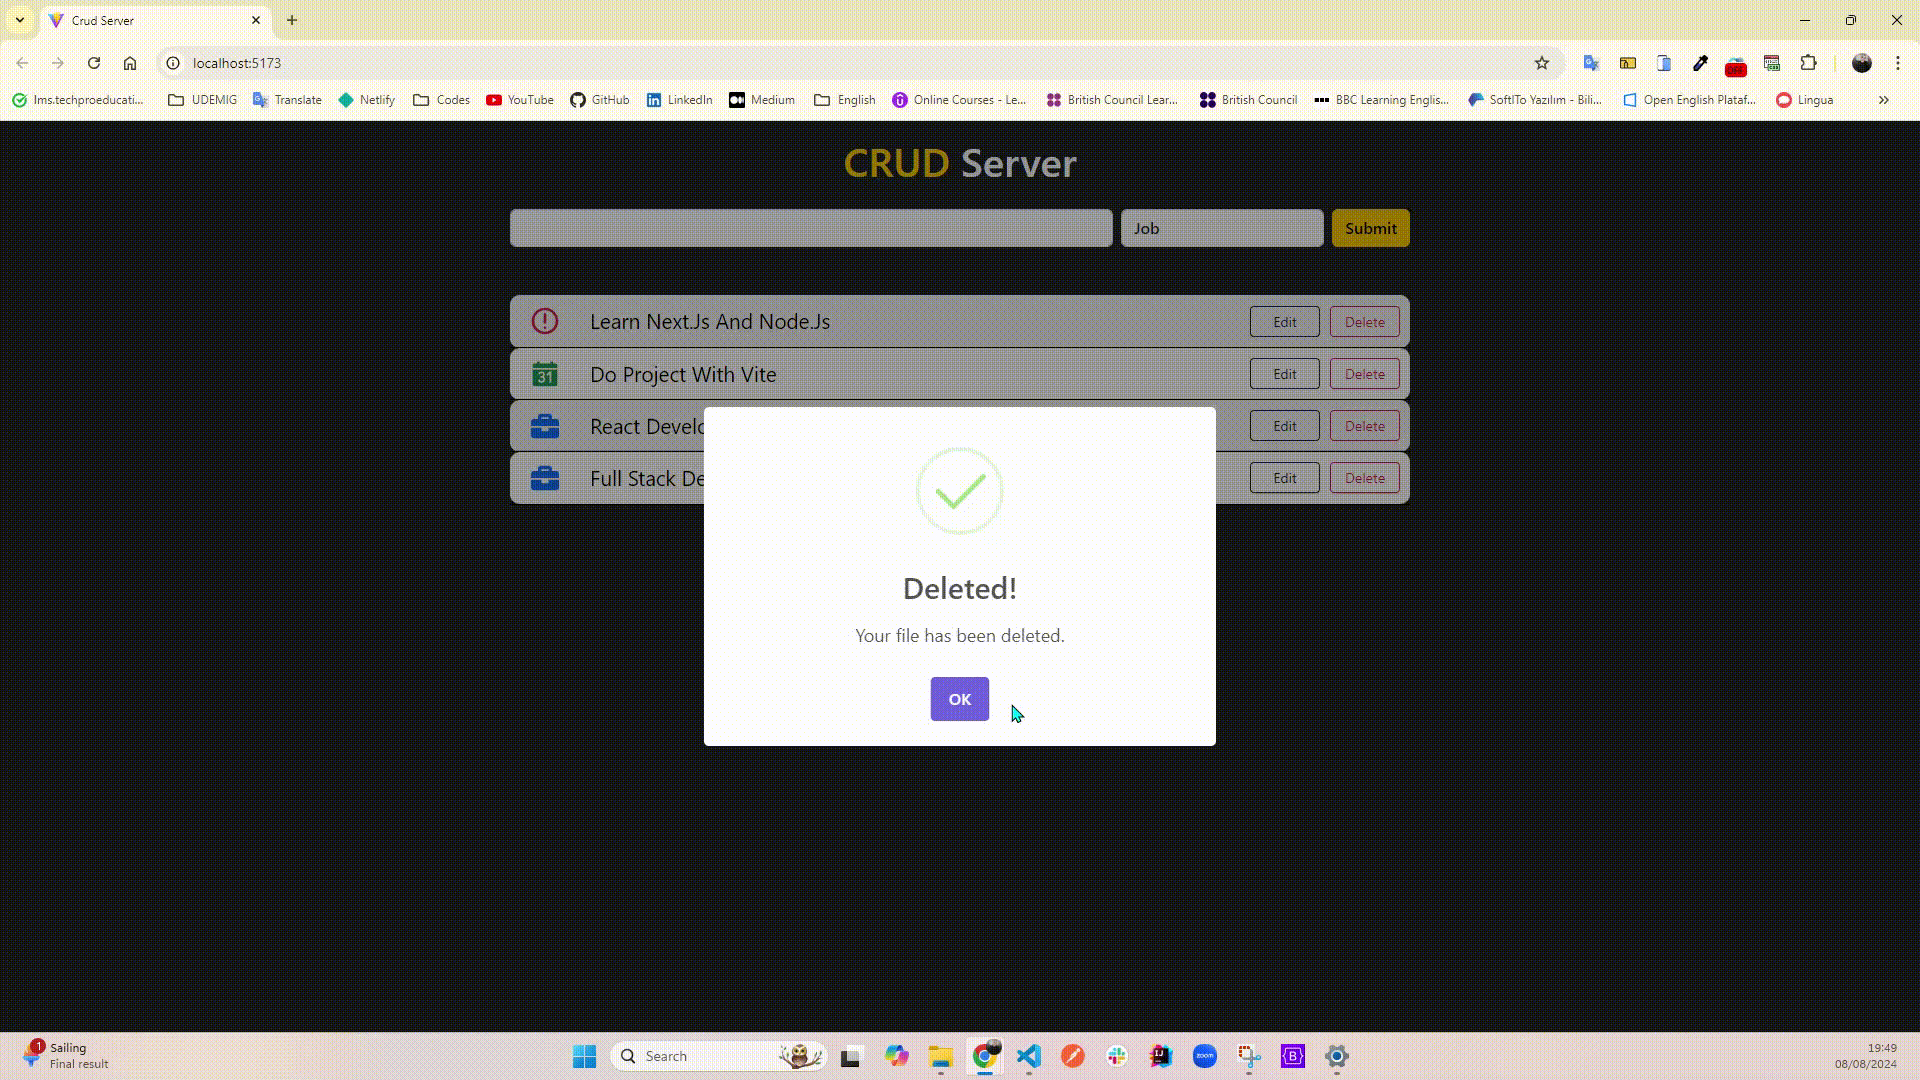 Crud Server
localhost:5173
OFF
lms.techproeducati...
UDEMIG
Translate
Netlify
Codes
YouTube
GitHub
LinkedIn
Medium
English
Online Courses - Le...
British Council Lear...
British Council
BBC Learning Englis...
SoftITo Yazılım - Bili...
Open English Plataf...
Lingua
CRUD Server
Job
Submit
Learn Next.Js And Node.Js
Edit
Delete
31
Do Project With Vite
Edit
Delete
React Develo
Edit
Delete
Full Stack De
Edit
Delete
Deleted!
Your file has been deleted.
OK
1
Sailing
Final result
Search
zoom
19:49
08/08/2024